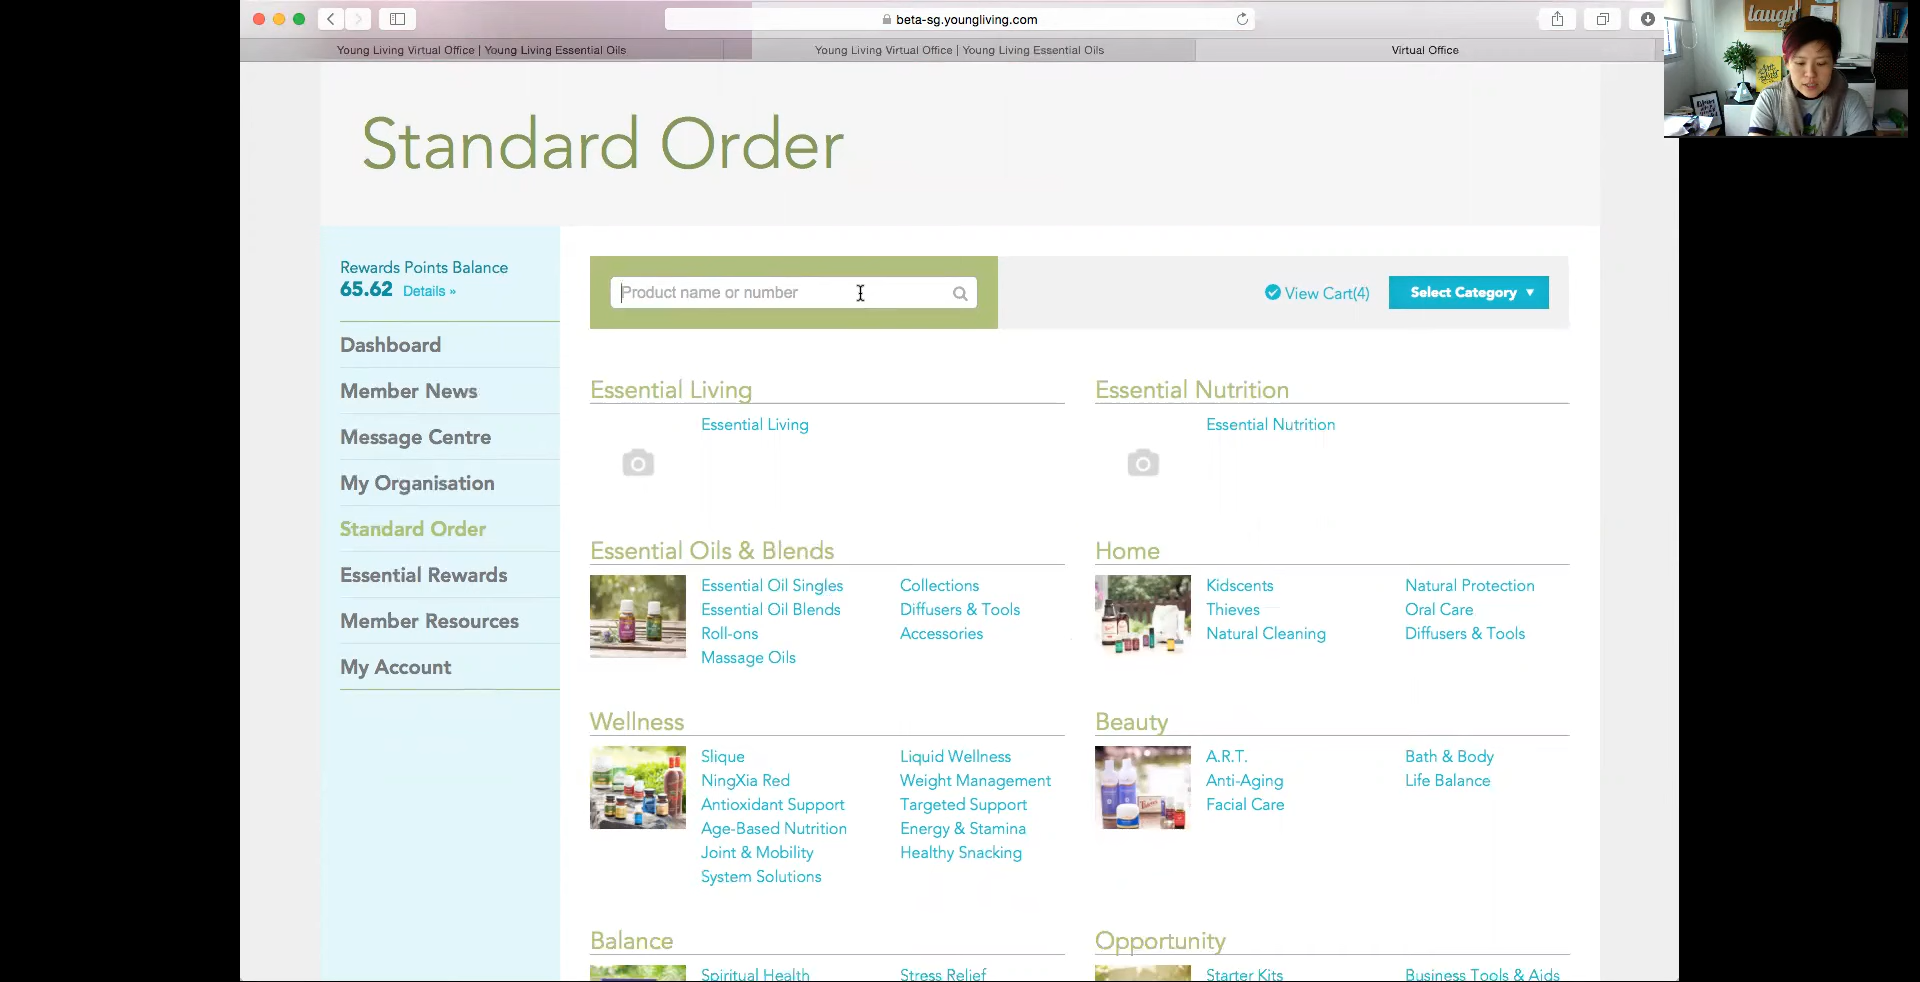 beta-sg.youngliving.com
Young Living Virtual Office | Young Living Essential Oils
Young Living Virtual Office | Young Living Essential Oils
Virtual Office
laugh
Standard Order
Rewards Points Balance
65.62 Details »
Dashboard
Member News
Message Centre
My Organisation
Standard Order
Essential Rewards
Member Resources
My Account
Product name or number
View Cart(4)
Select Category
Essential Living
Essential Living
Essential Nutrition
Essential Nutrition
Essential Oils & Blends
Essential Oil Singles
Essential Oil Blends
Roll-ons
Massage Oils
Collections
Diffusers & Tools
Accessories
Home
Kidscents
Thieves
Natural Cleaning
Natural Protection
Oral Care
Diffusers & Tools
Wellness
Slique
NingXia Red
Antioxidant Support
Age-Based Nutrition
Joint & Mobility
System Solutions
Liquid Wellness
Weight Management
Targeted Support
Energy & Stamina
Healthy Snacking
Beauty
A.R.T.
Anti-Aging
Facial Care
Bath & Body
Life Balance
Balance
Spiritual Health
Stress Relief
Opportunity
Starter Kits
Business Tools & Aids